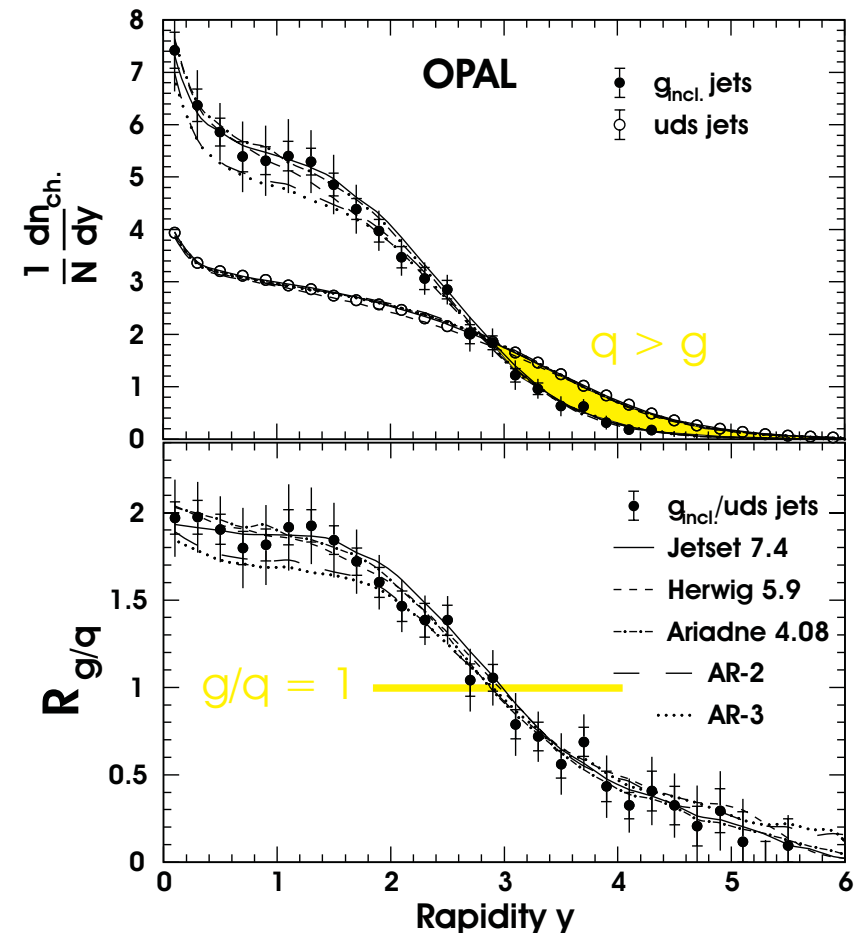 OPAL
g_incl. jets
uds jets
1 dn_ch.
N dy
8
7
6
5
4
3
2
1
0
q > g
g_incl./uds jets
Jetset 7.4
Herwig 5.9
Ariadne 4.08
AR-2
AR-3
R_g/q
2
1.5
1
0.5
0
g/q = 1
0 1 2 3 4 5 6
Rapidity y